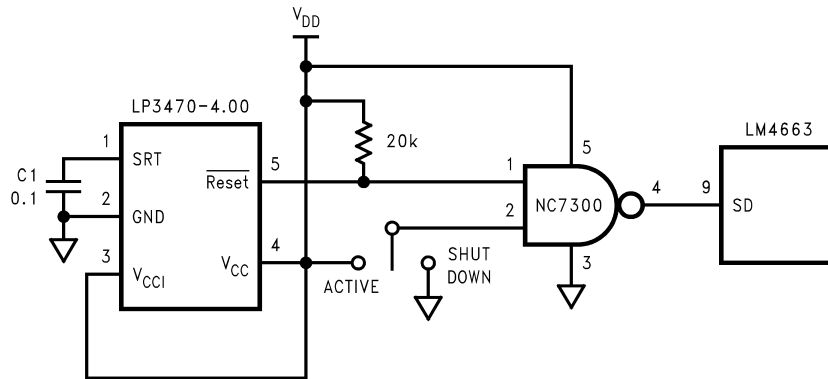 V_DD
LP3470-4.00
LM4663
1
SRT
C1
0.1
2
GND
3
V_CCI
5
Reset
4
V_CC
20k
ACTIVE
SHUT
DOWN
1
2
5
NC7300
3
4
9
SD